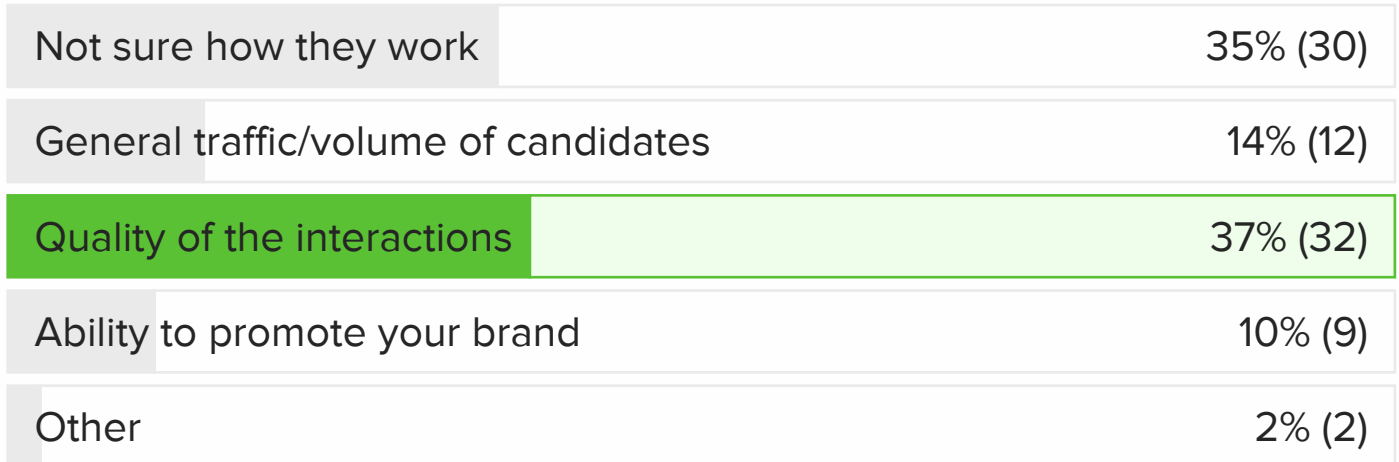 Not sure how they work 35% (30)
General traffic/volume of candidates 14% (12)
Quality of the interactions 37% (32)
Ability to promote your brand 10% (9)
Other 2% (2)